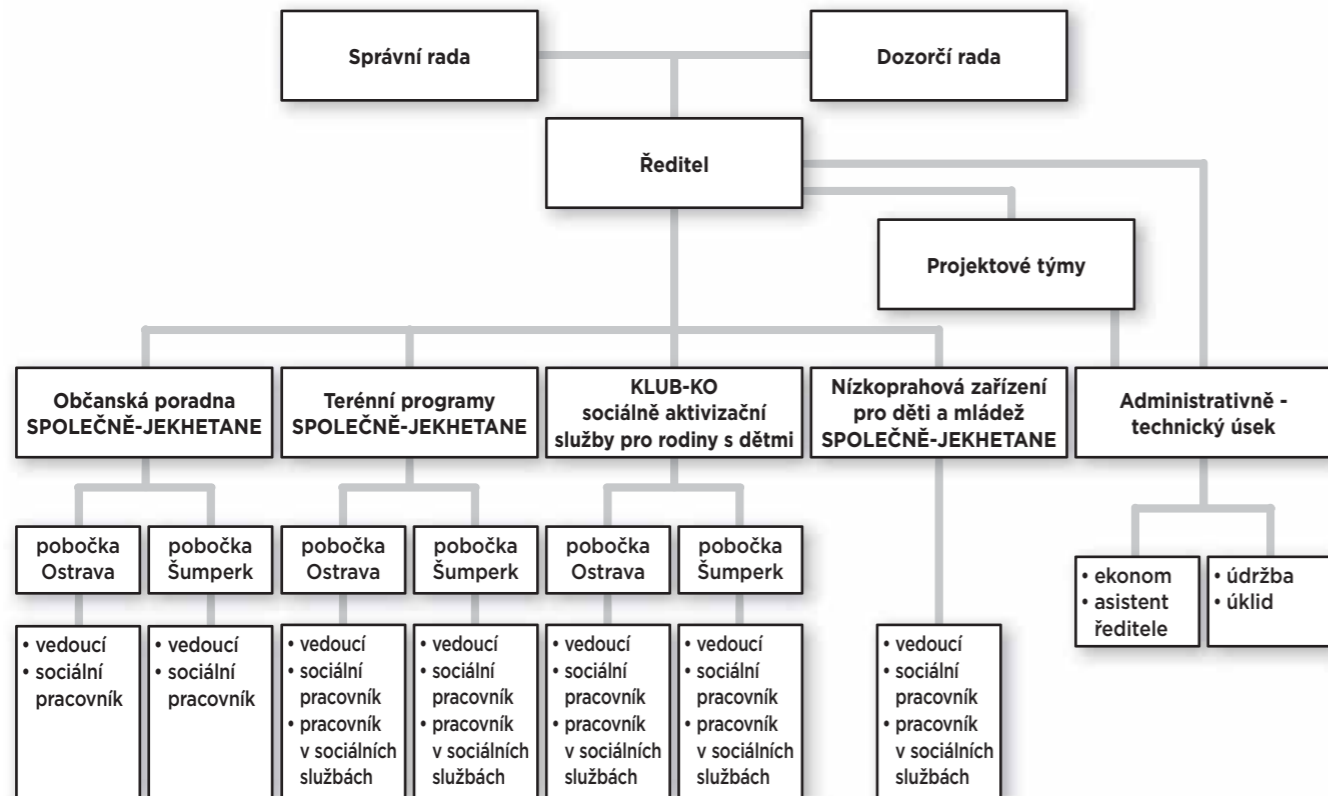 Správní rada
Dozorčí rada
Ředitel
Projektové týmy
Občanská poradna
SPOLEČNĚ-JEKHETANE
Terénní programy
SPOLEČNĚ-JEKHETANE
KLUB-KO
sociálně aktivizační
služby pro rodiny s dětmi
Nízkoprahová zařízení
pro děti a mládež
SPOLEČNĚ-JEKHETANE
Administrativně -
technický úsek
pobočka
Ostrava
pobočka
Šumperk
pobočka
Ostrava
pobočka
Šumperk
pobočka
Ostrava
pobočka
Šumperk
• ekonom
• asistent
ředitele
• údržba
• úklid
• vedoucí
• sociální
pracovník
• vedoucí
• sociální
pracovník
• vedoucí
• sociální
pracovník
• pracovník
v sociálních
službách
• vedoucí
• sociální
pracovník
• pracovník
v sociálních
službách
• vedoucí
• sociální
pracovník
• pracovník
v sociálních
službách
• vedoucí
• sociální
pracovník
• pracovník
v sociálních
službách
• vedoucí
• sociální
pracovník
• pracovník
v sociálních
službách